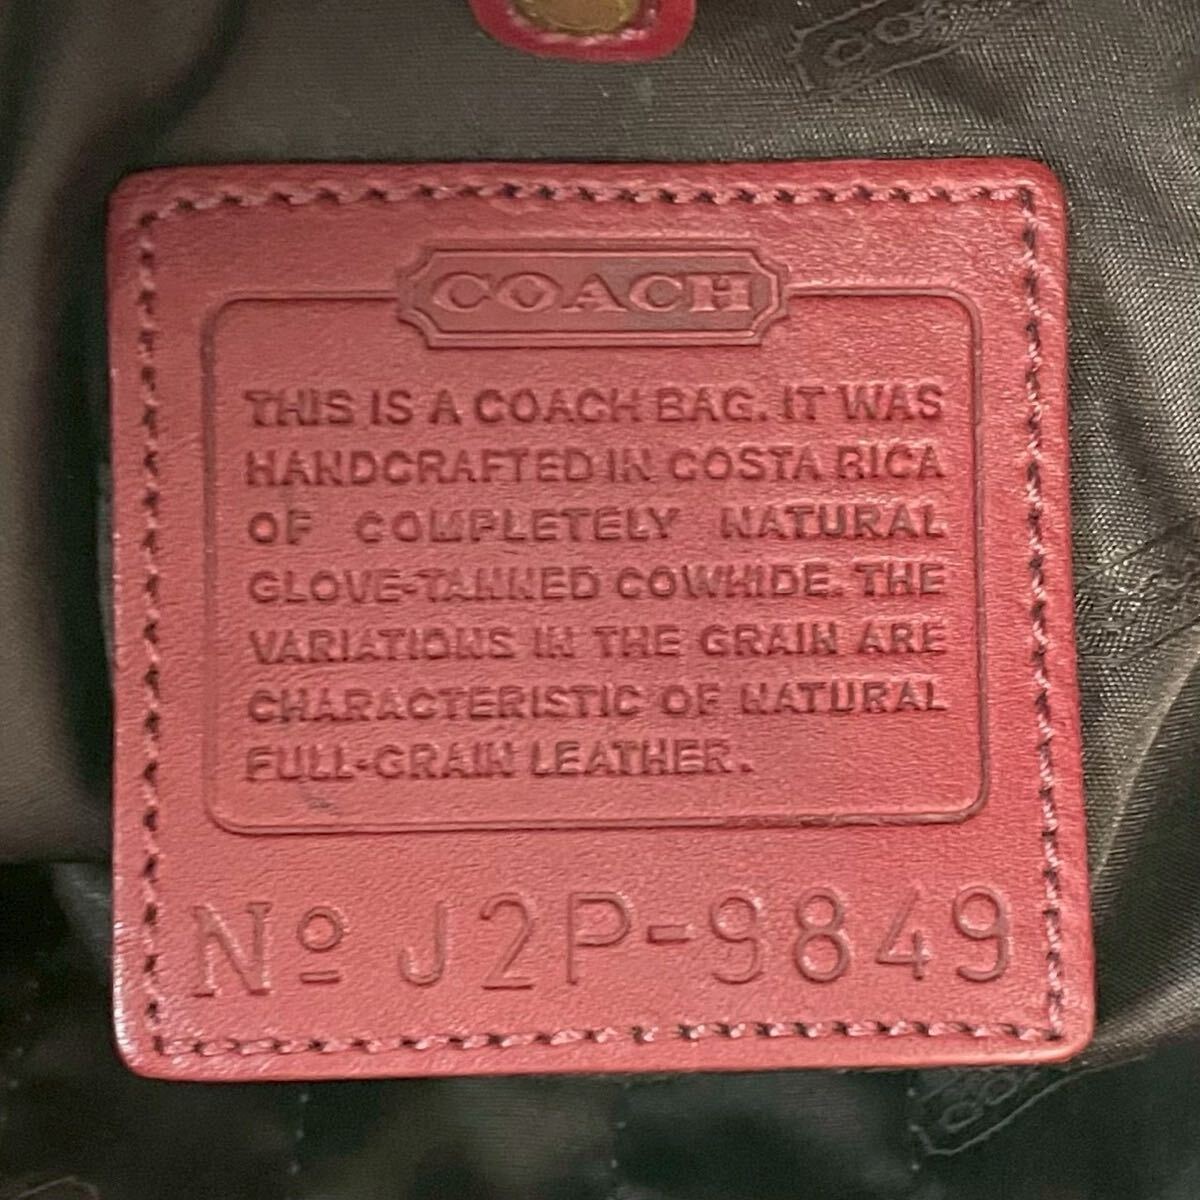 COACH
THIS IS A COACH BAG. IT WAS
HANDCRAFTED IN COSTA RICA
OF COMPLETELY NATURAL
GLOVE-TANNED COWHIDE. THE
VARIATIONS IN THE GRAIN ARE
CHARACTERISTIC OF NATURAL
FULL-GRAIN LEATHER.
Nº J2P-9849